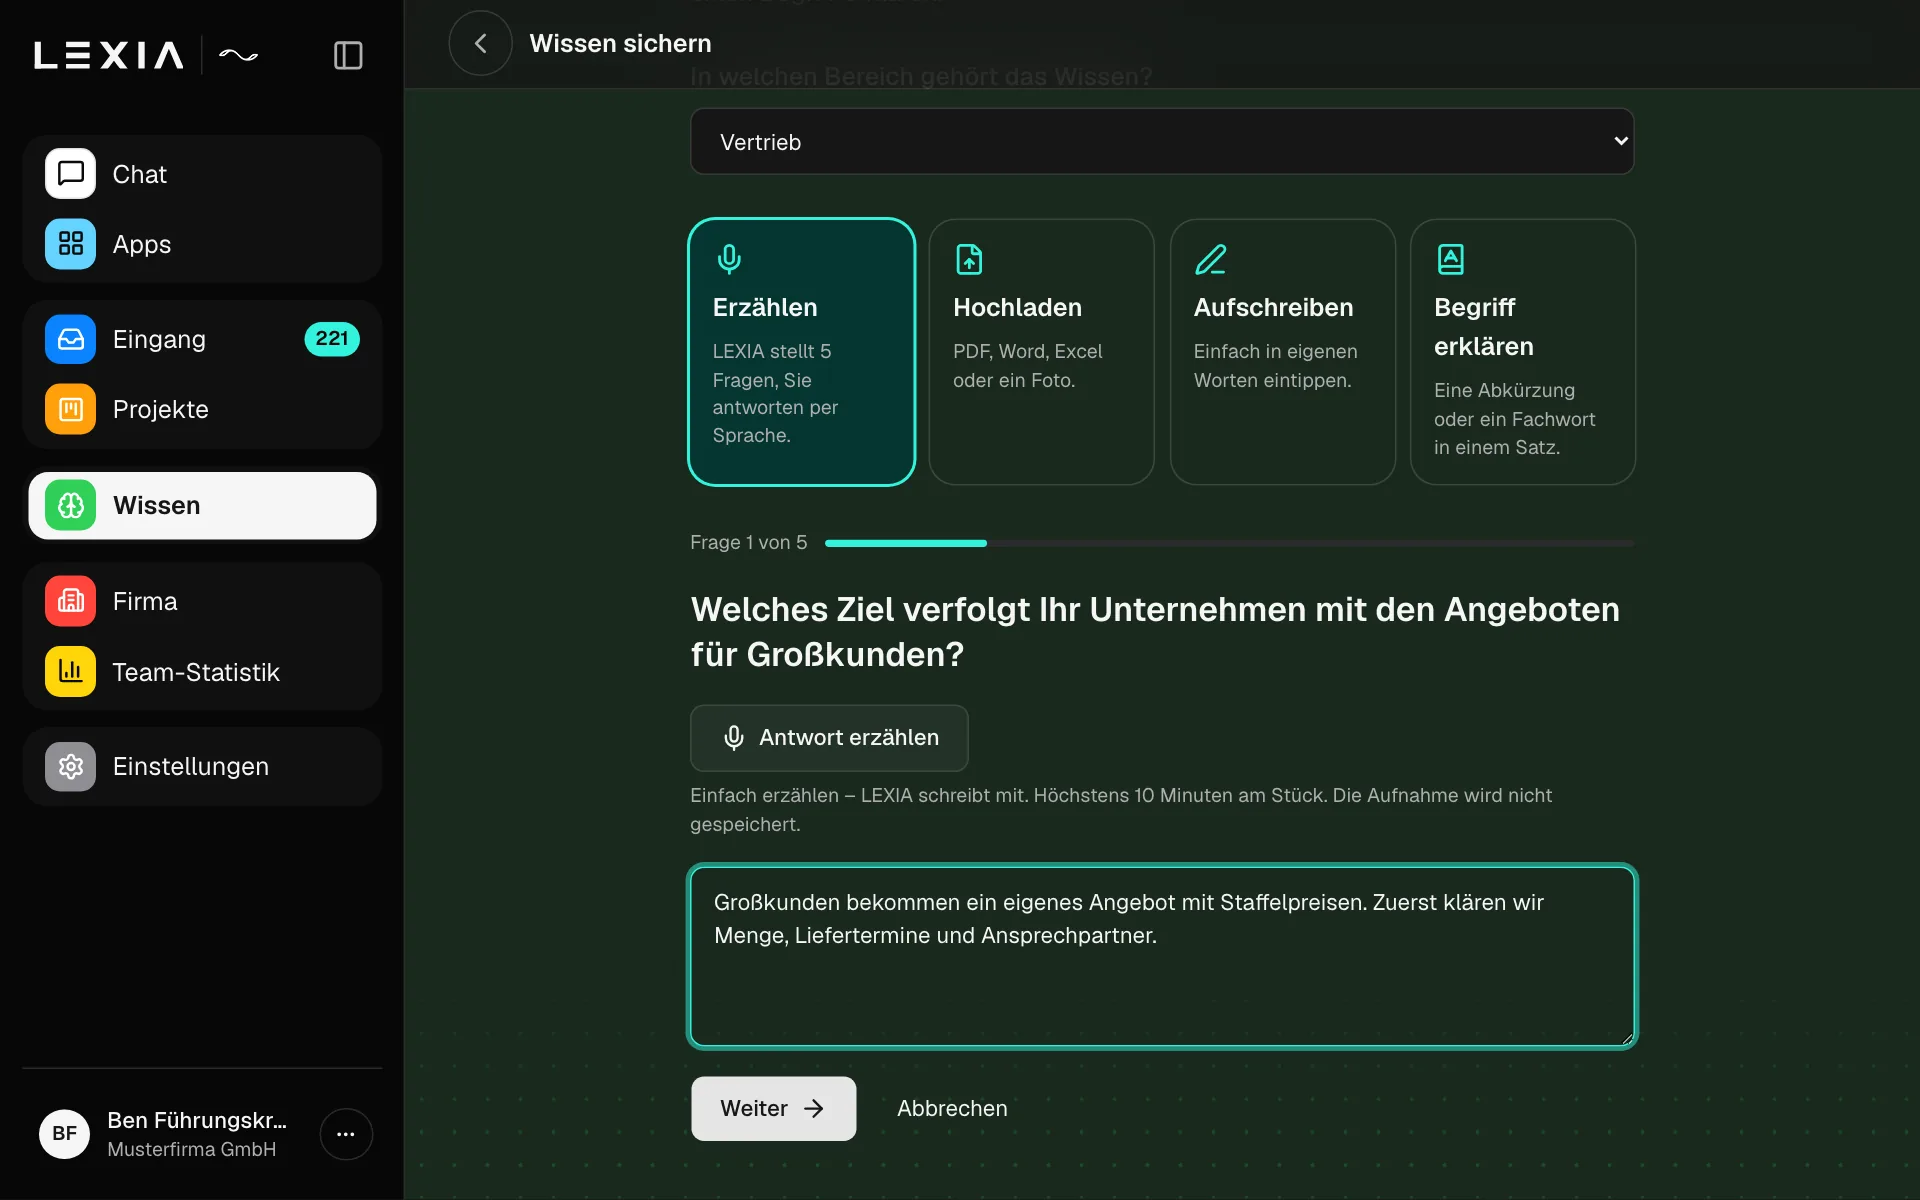 LEXIA
Chat
Apps
Eingang
221
Projekte
Wissen
Firma
Team-Statistik
Einstellungen
BF
Ben Führungskr...
Musterfirma GmbH
Wissen sichern
In welchen Bereich gehört das Wissen?
Vertrieb
Erzählen
LEXIA stellt 5
Fragen, Sie
antworten per
Sprache.
Hochladen
PDF, Word, Excel
oder ein Foto.
Aufschreiben
Einfach in eigenen
Worten eintippen.
Begriff
erklären
Eine Abkürzung
oder ein Fachwort
in einem Satz.
Frage 1 von 5
Welches Ziel verfolgt Ihr Unternehmen mit den Angeboten
für Großkunden?
Antwort erzählen
Einfach erzählen – LEXIA schreibt mit. Höchstens 10 Minuten am Stück. Die Aufnahme wird nicht
gespeichert.
Großkunden bekommen ein eigenes Angebot mit Staffelpreisen. Zuerst klären wir
Menge, Liefertermine und Ansprechpartner.
Weiter
Abbrechen